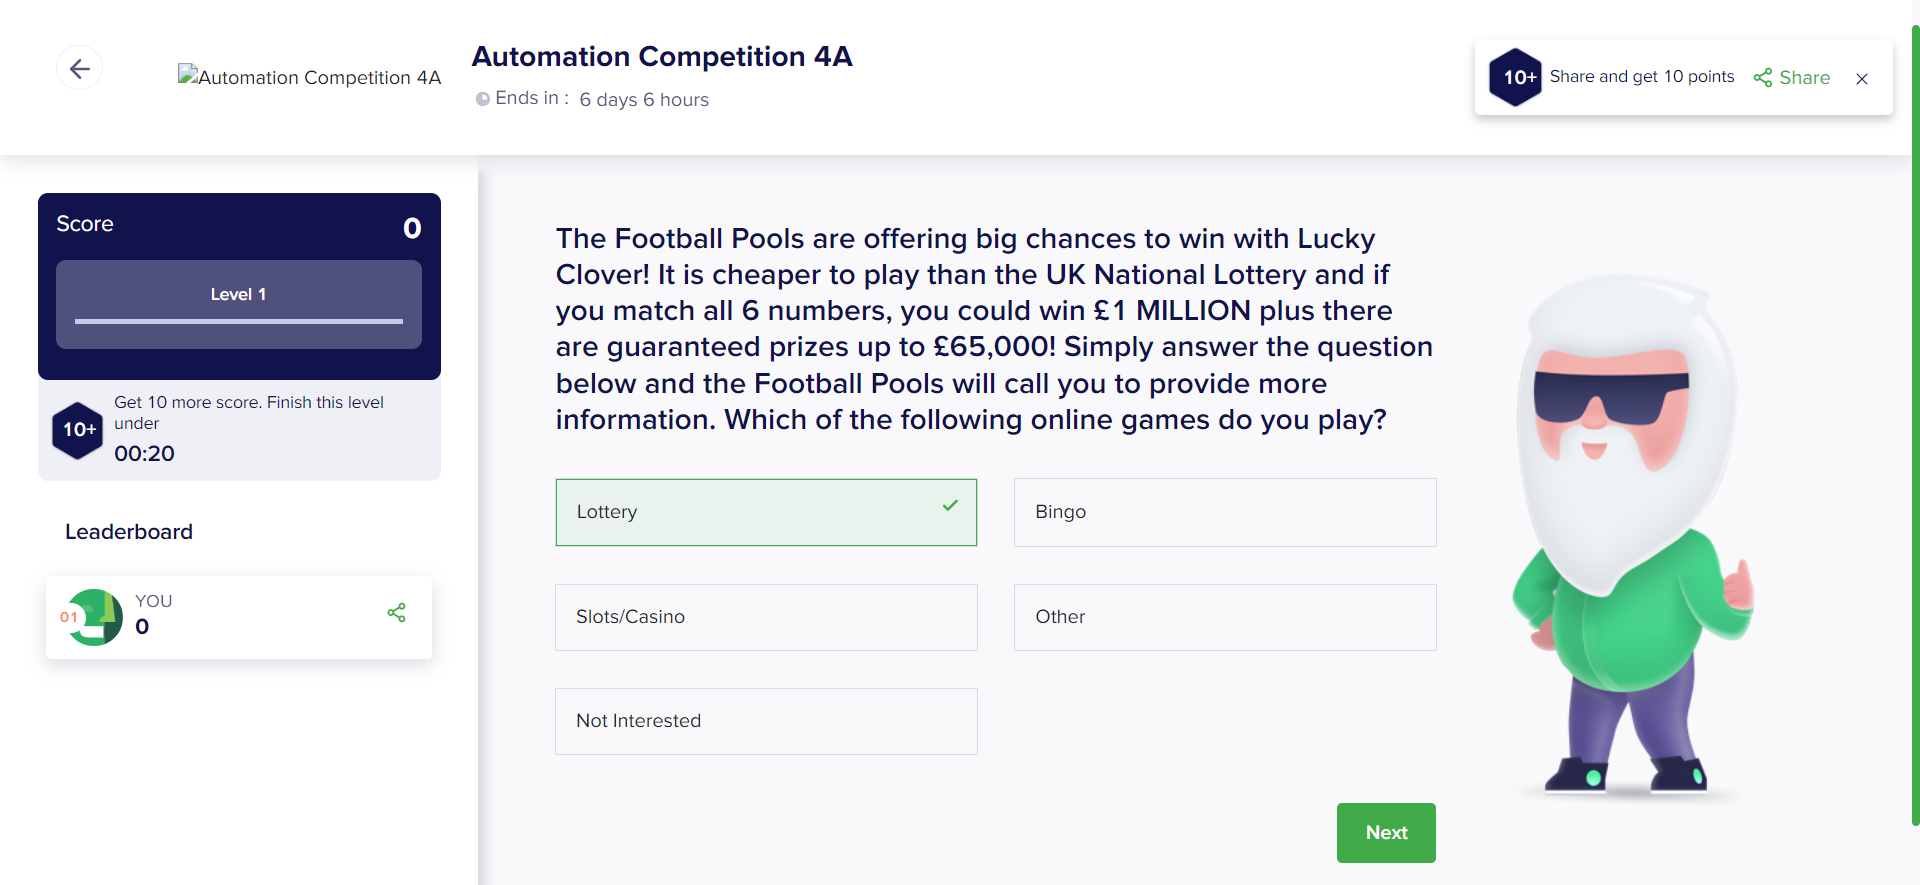 Automation Competition 4A
Automation Competition 4A
Ends in : 6 days 6 hours
10+ Share and get 10 points Share
Score 0
Level 1
10+
Get 10 more score. Finish this level
under
00:20
Leaderboard
01
YOU
0
The Football Pools are offering big chances to win with Lucky
Clover! It is cheaper to play than the UK National Lottery and if
you match all 6 numbers, you could win £1 MILLION plus there
are guaranteed prizes up to £65,000! Simply answer the question
below and the Football Pools will call you to provide more
information. Which of the following online games do you play?
Lottery
Bingo
Slots/Casino
Other
Not Interested
Next